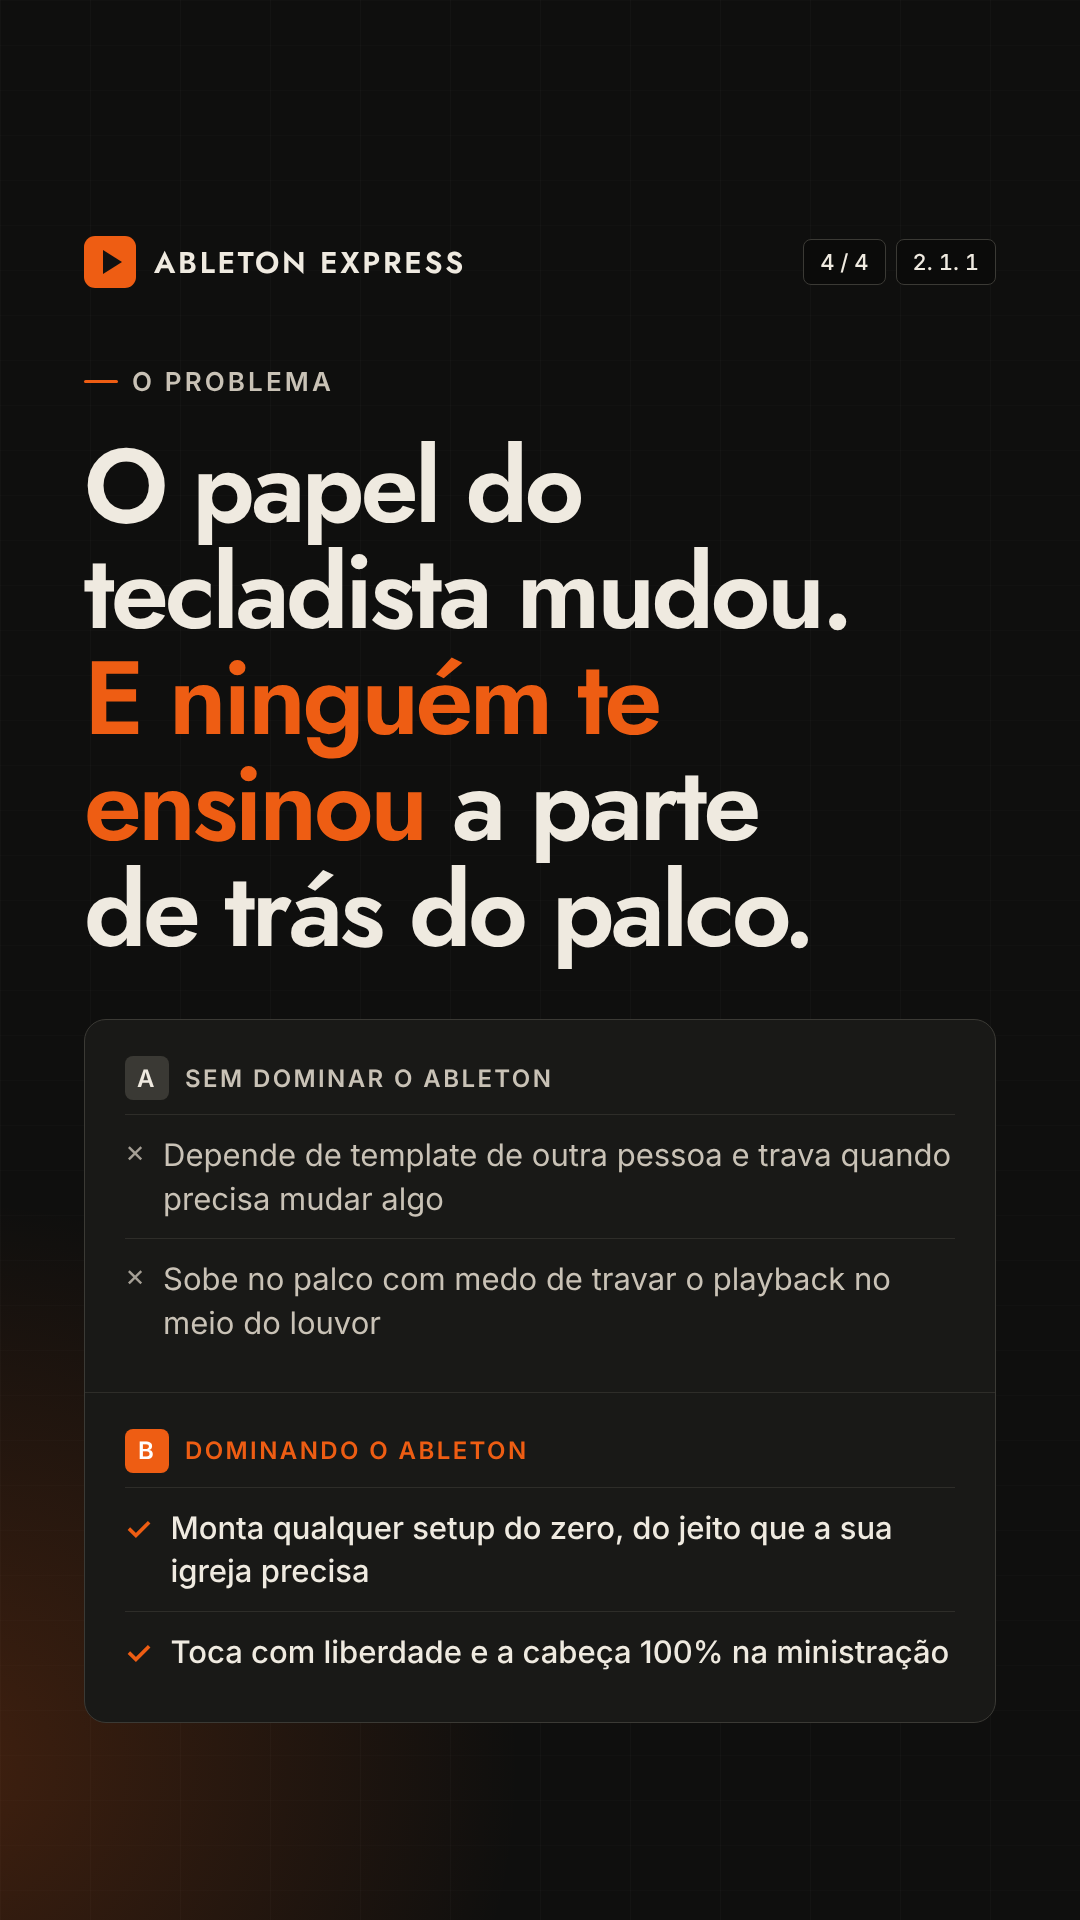 ABLETON EXPRESS
4 / 4
2. 1. 1
O PROBLEMA
O papel do
tecladista mudou.
E ninguém te
ensinou a parte
de trás do palco.
A SEM DOMINAR O ABLETON
× Depende de template de outra pessoa e trava quando
precisa mudar algo
× Sobe no palco com medo de travar o playback no
meio do louvor
B DOMINANDO O ABLETON
✓ Monta qualquer setup do zero, do jeito que a sua
igreja precisa
✓ Toca com liberdade e a cabeça 100% na ministração